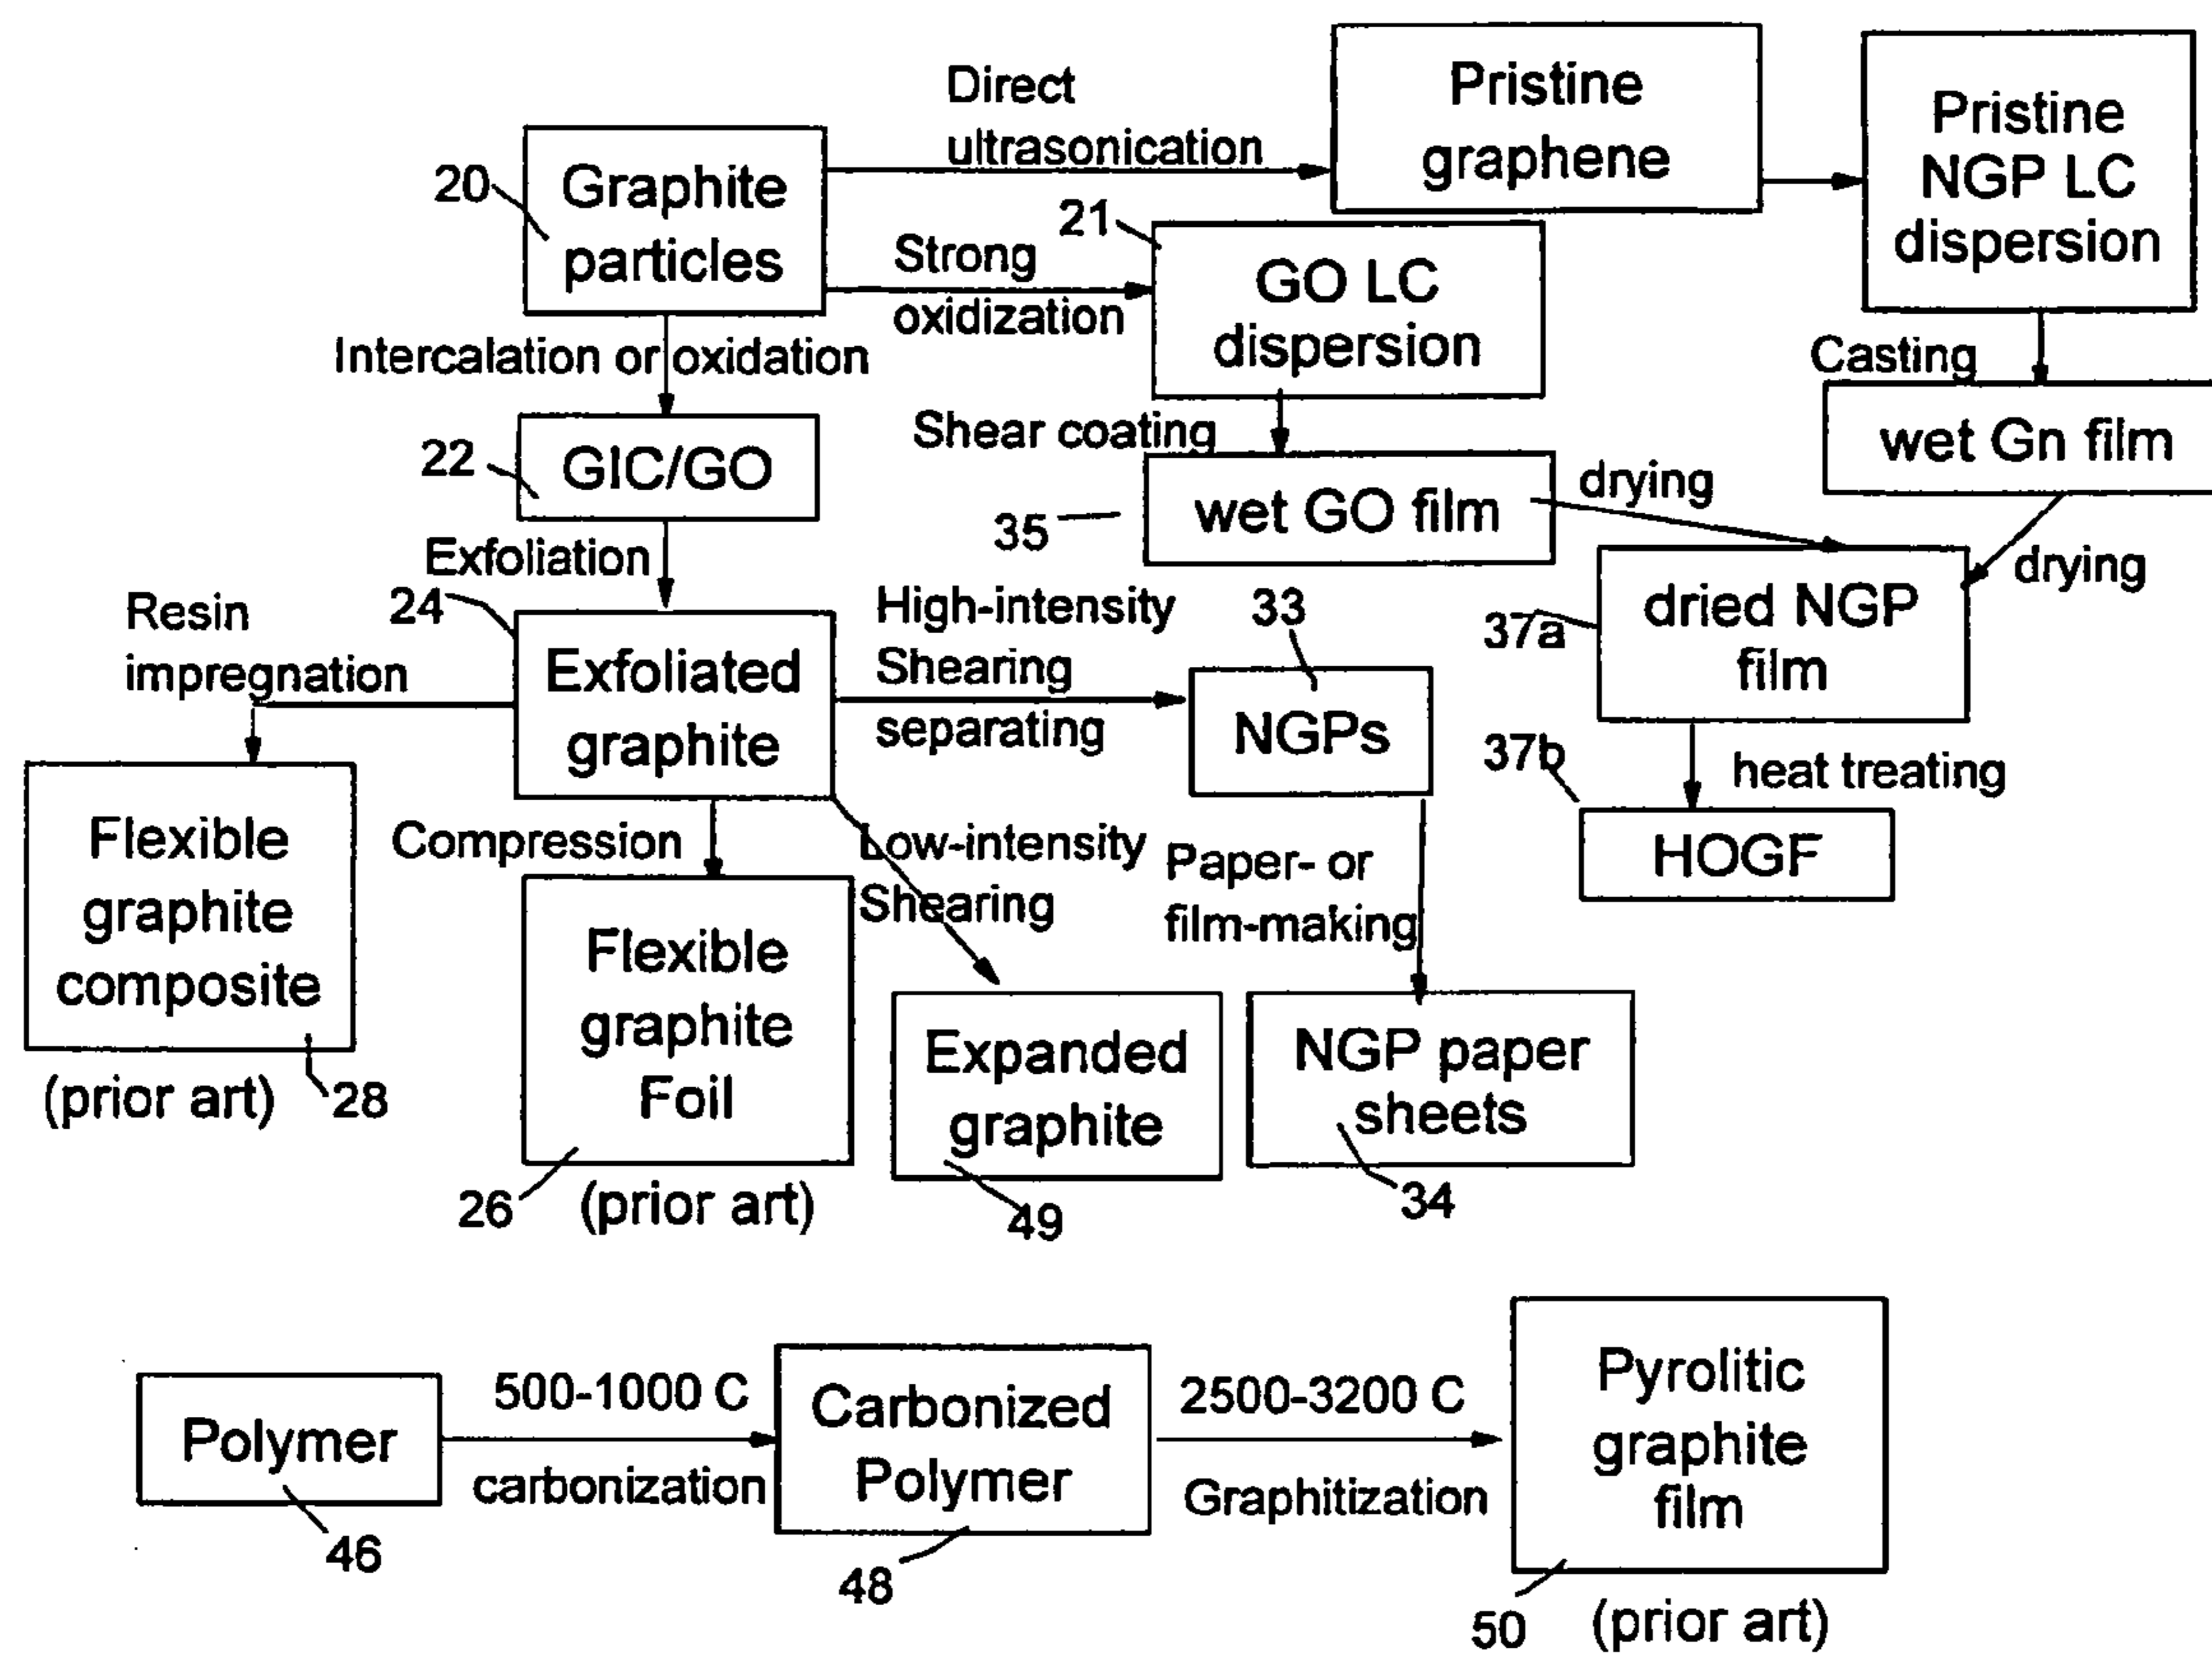 Direct
ultrasonication
Pristine
graphene
Pristine
NGP LC
dispersion
20
Graphite
particles
21
Strong
oxidization
GO LC
dispersion
Intercalation or oxidation
Casting
Shear coating
wet Gn film
22
GIC/GO
35
wet GO film
drying
drying
Exfoliation
24
Resin
impregnation
Exfoliated
graphite
High-intensity
Shearing
separating
33
NGPs
37a
dried NGP
film
37b
heat treating
HOGF
Flexible
graphite
composite
(prior art)
28
Compression
Low-intensity
Shearing
Paper- or
film-making
Flexible
graphite
Foil
26
(prior art)
Expanded
graphite
49
NGP paper
sheets
34
Polymer
46
500-1000 C
carbonization
Carbonized
Polymer
48
2500-3200 C
Graphitization
Pyrolitic
graphite
film
50
(prior art)